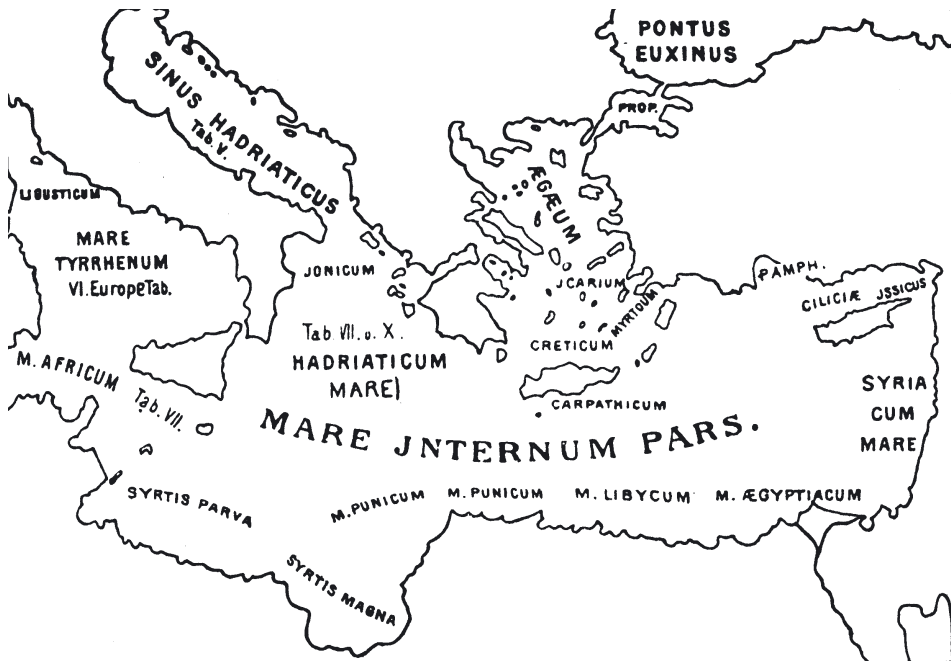 PONTUS
EUXINUS
PROP.
SINUS HADRIATICUS
Tab. V.
ÆGÆUM
LIGUSTICUM
MARE
TYRRHENUM
VI. Europe Tab.
JONICUM
JCARIUM
MYRTOUM
PAMPH.
CILICIÆ JSSICUS
Tab. VII. o. X.
HADRIATICUM
MARE)
CRETICUM
M. AFRICUM
Tab. VII.
CARPATHICUM
SYRIA
CUM
MARE
MARE JNTERNUM PARS.
SYRTIS PARVA
M. PUNICUM
M. PUNICUM
M. LIBYCUM
M. ÆGYPTIACUM
SYRTIS MAGNA